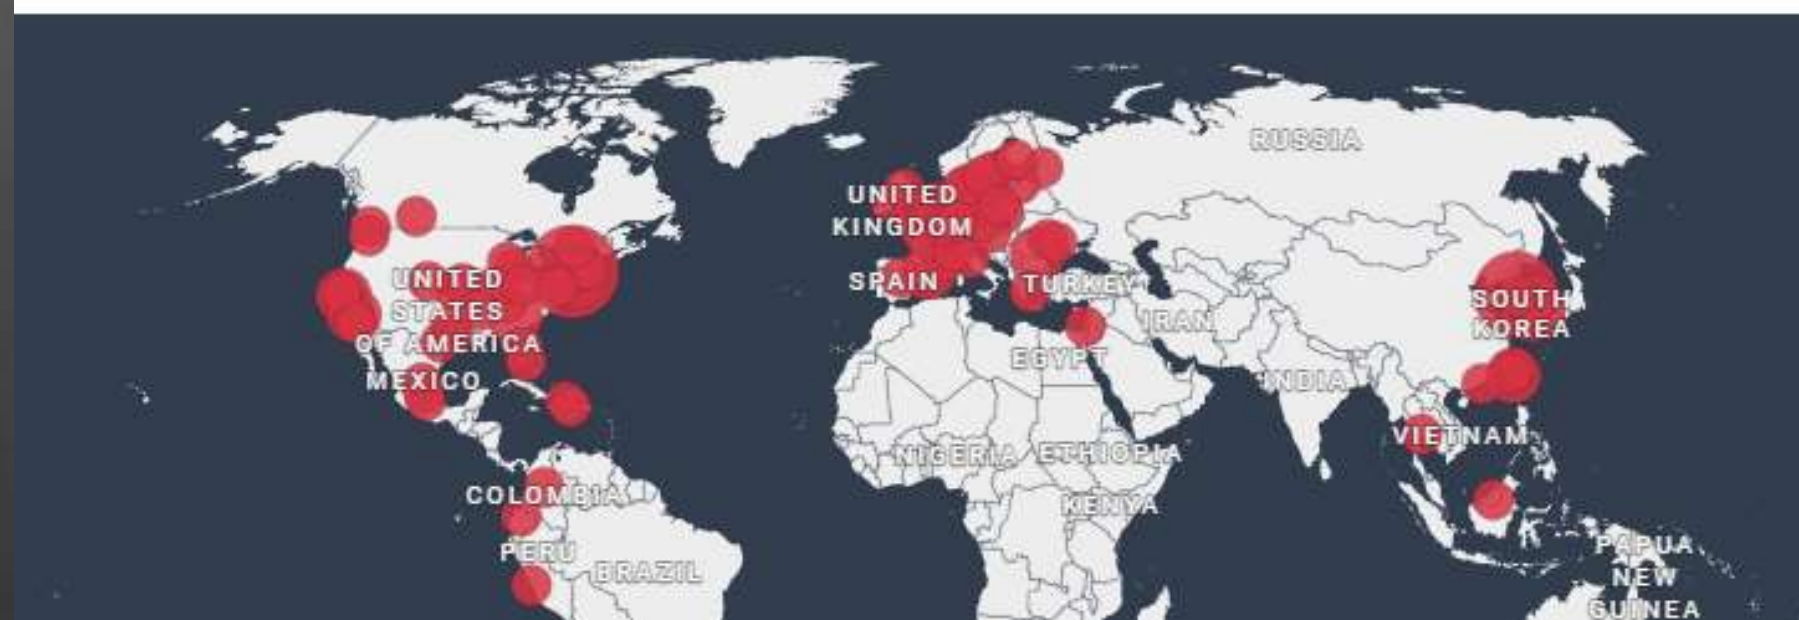 RUSSIA
UNITED
KINGDOM
SPAIN
TURKEY
UNITED
STATES
OF AMERICA
SOUTH
KOREA
IRAN
EGYPT
MEXICO
INDIA
VIETNAM
NIGERIA
ETHIOPIA
COLOMBIA
KENYA
PERU
BRAZIL
PAPUA
NEW
GUINEA